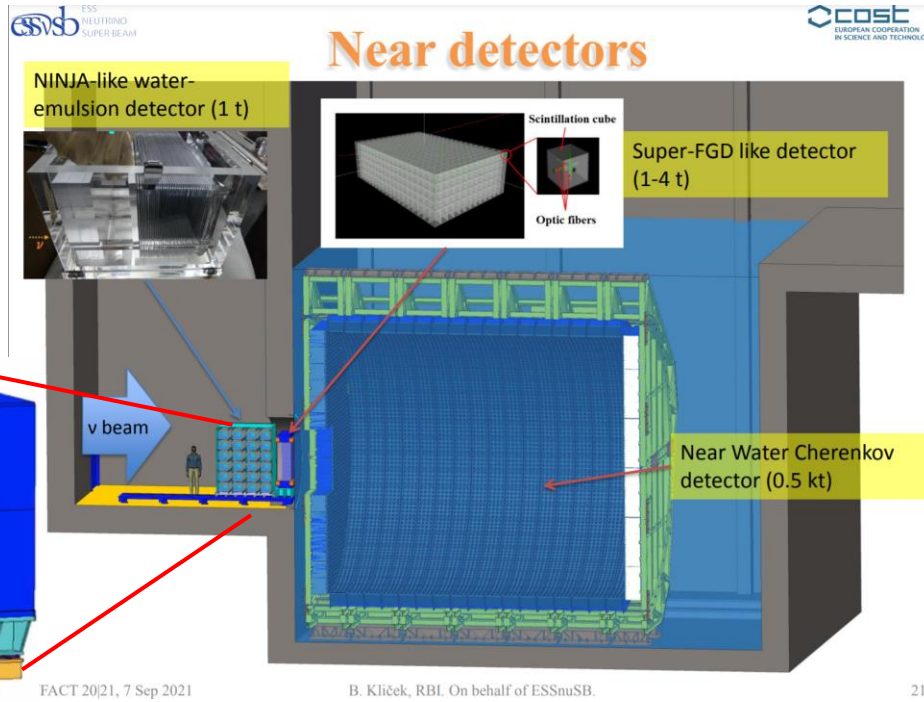 ESSνSB
ESS
NEUTRINO
SUPER BEAM
cost
EUROPEAN COOPERATION
IN SCIENCE AND TECHNOLO
Near detectors
NINJA-like water-
emulsion detector (1 t)
ν
Scintillation cube
Optic fibers
Super-FGD like detector
(1-4 t)
ν beam
Near Water Cherenkov
detector (0.5 kt)
FACT 20|21, 7 Sep 2021
B. Kliček, RBI. On behalf of ESSnuSB.
21